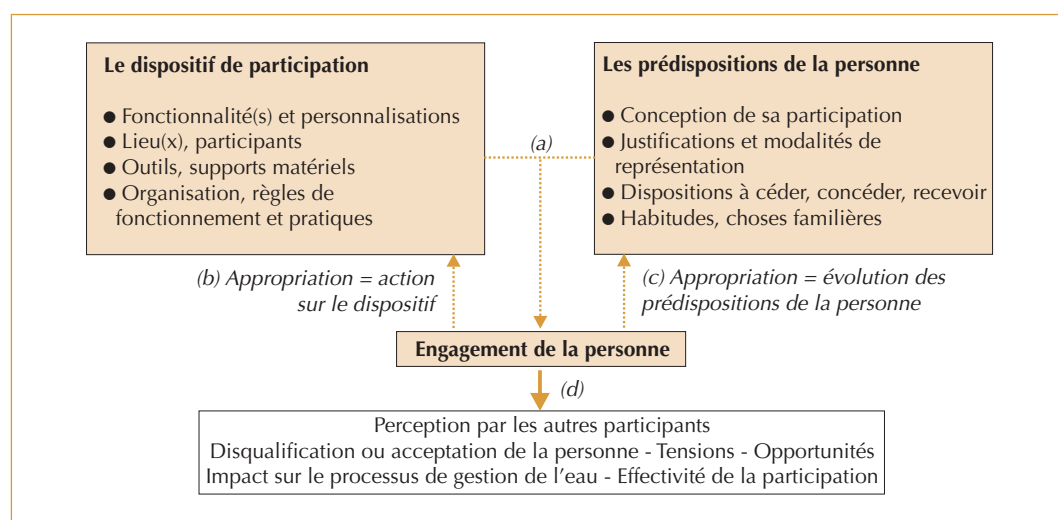 Le dispositif de participation
● Fonctionnalité(s) et personnalisations
● Lieu(x), participants
● Outils, supports matériels
● Organisation, règles de
fonctionnement et pratiques
(a)
Les prédispositions de la personne
● Conception de sa participation
● Justifications et modalités de
représentation
● Dispositions à céder, concéder, recevoir
● Habitudes, choses familières
(b) Appropriation = action
sur le dispositif
(c) Appropriation = évolution des
prédispositions de la personne
Engagement de la personne
(d)
Perception par les autres participants
Disqualification ou acceptation de la personne - Tensions - Opportunités
Impact sur le processus de gestion de l'eau - Effectivité de la participation